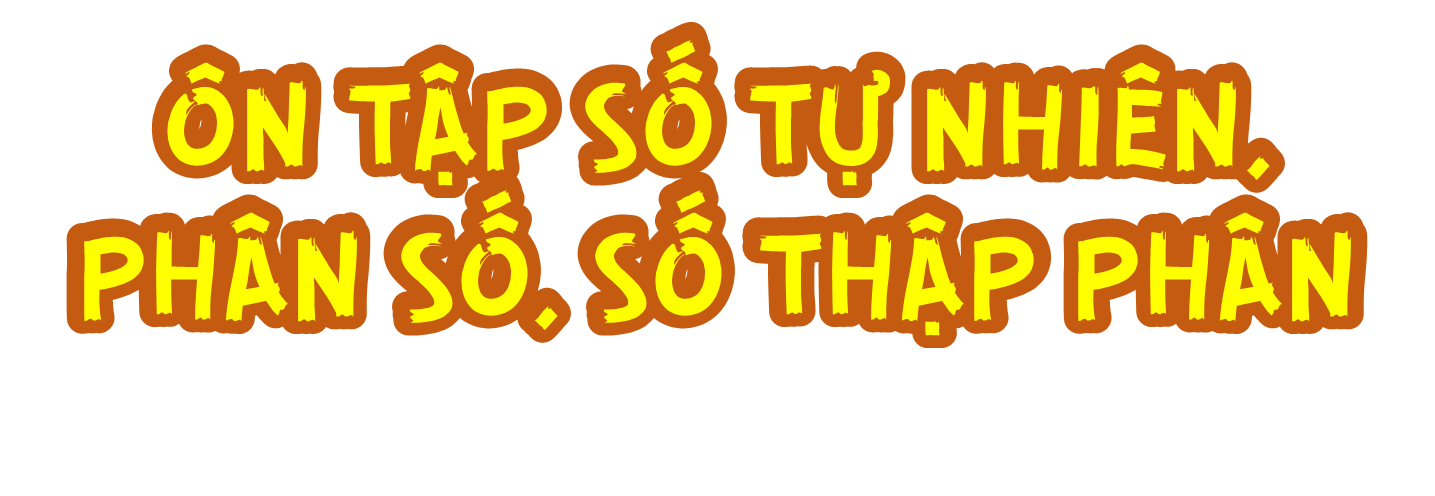 ÔN TẬP SỐ TỰ NHIÊN,
PHÂN SỐ, SỐ THẬP PHÂN